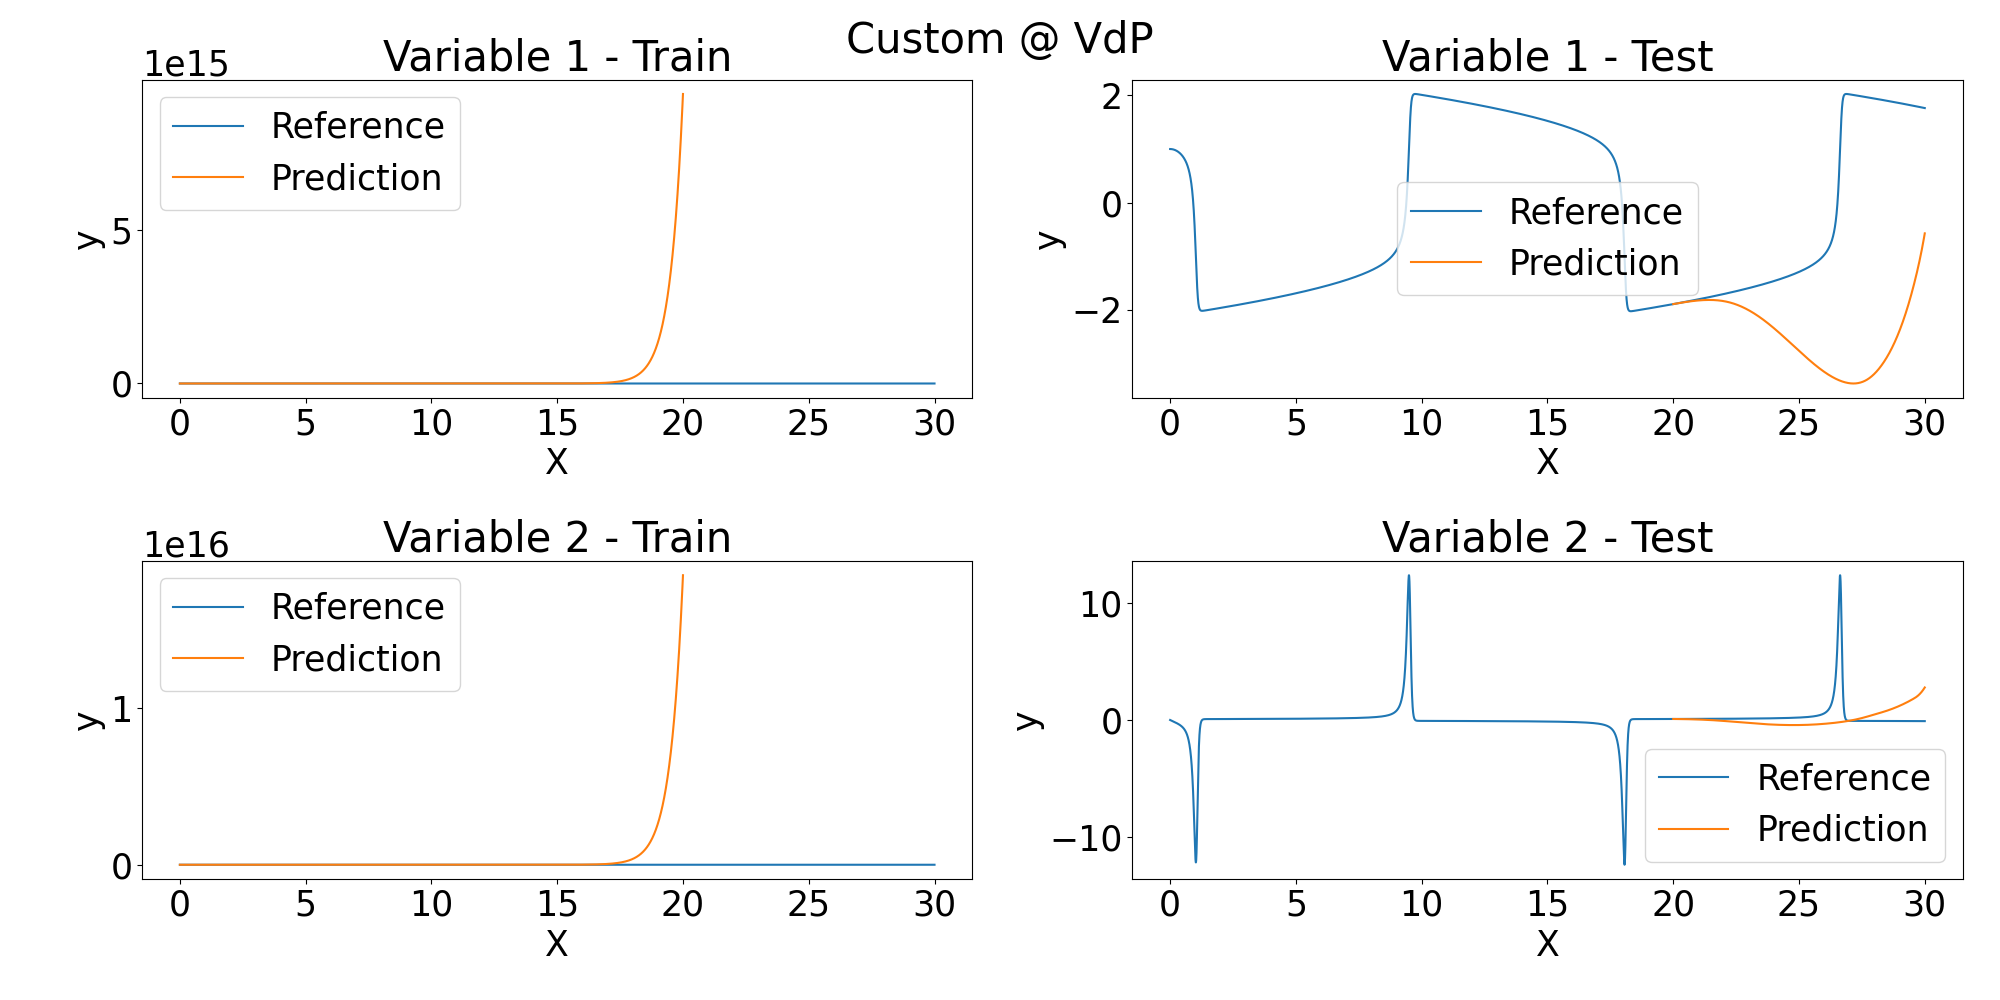 Custom @ VdP
Variable 1 - Train
1e15
Reference
Prediction
y
5
0
0 5 10 15 20 25 30
X
Variable 1 - Test
2
0
−2
y
Reference
Prediction
0 5 10 15 20 25 30
X
Variable 2 - Train
1e16
Reference
Prediction
y
1
0
0 5 10 15 20 25 30
X
Variable 2 - Test
10
0
−10
y
Reference
Prediction
0 5 10 15 20 25 30
X